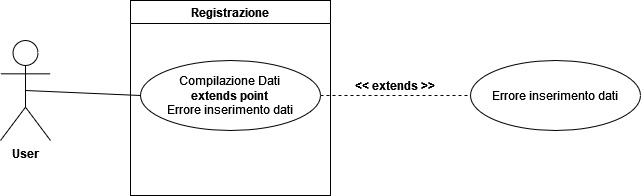 Registrazione
Compilazione Dati
extends point
Errore inserimento dati
<< extends >>
Errore inserimento dati
User